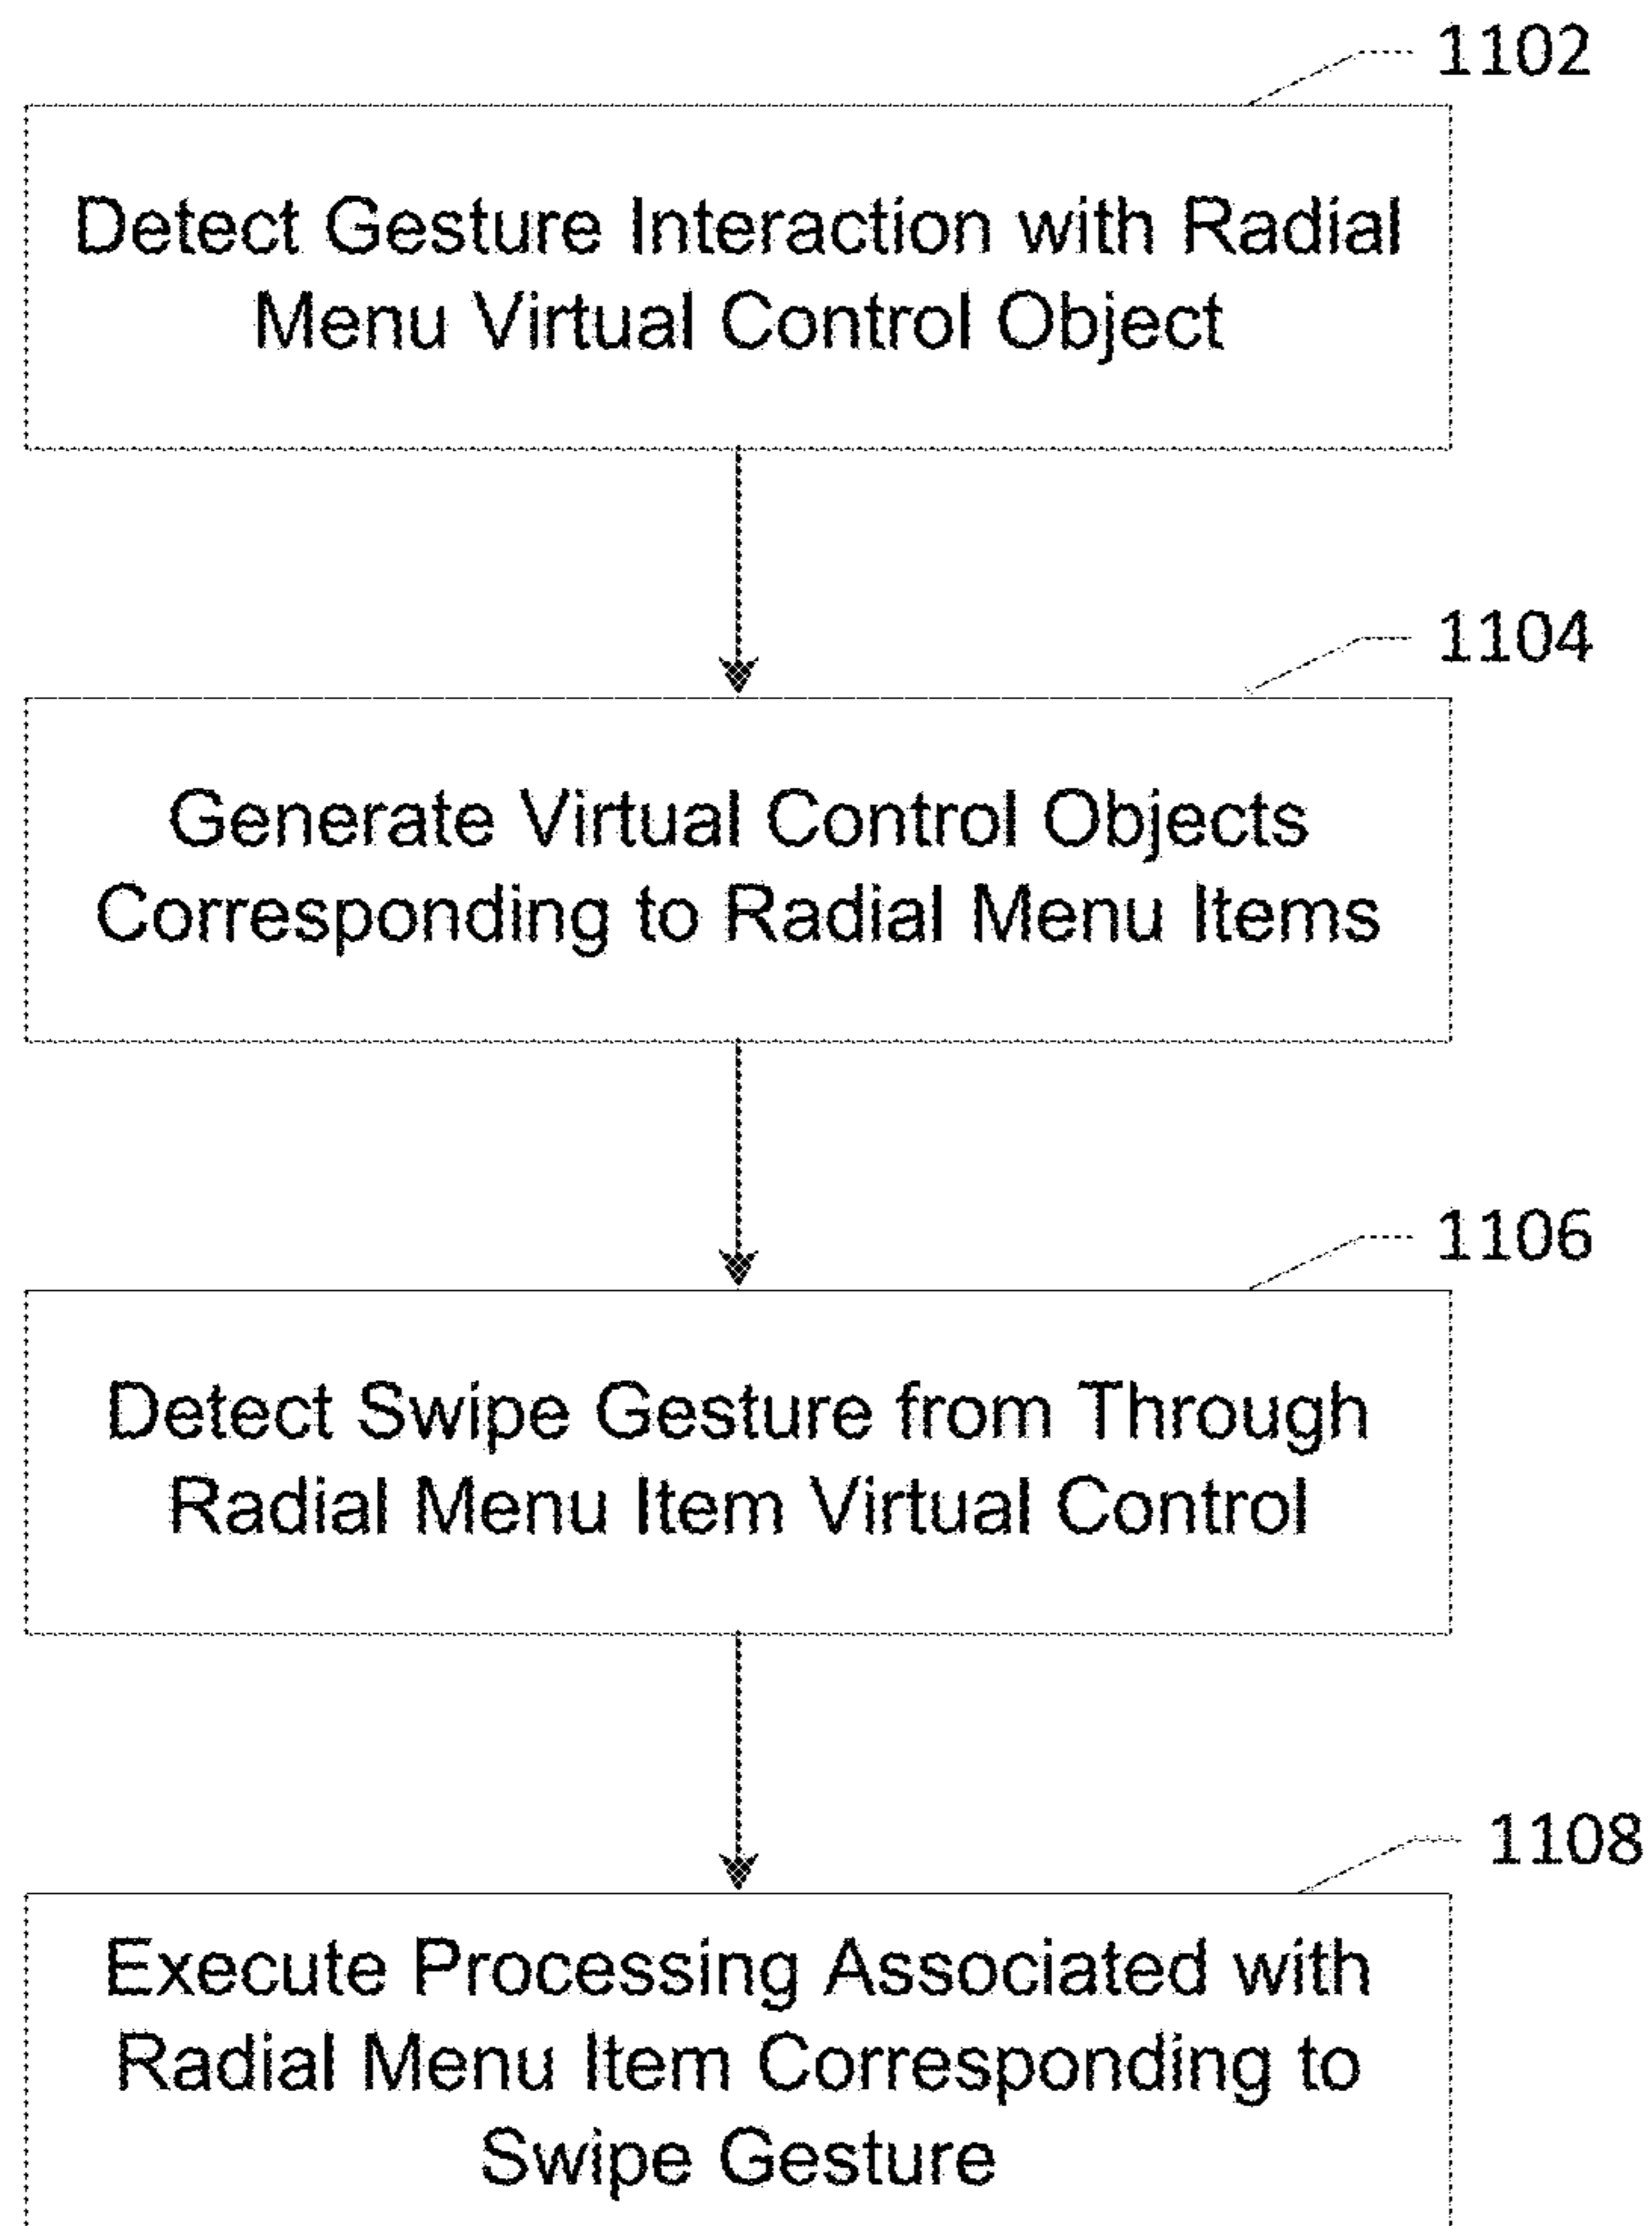 1102
Detect Gesture Interaction with Radial
Menu Virtual Control Object
1104
Generate Virtual Control Objects
Corresponding to Radial Menu Items
1106
Detect Swipe Gesture from Through
Radial Menu Item Virtual Control
1108
Execute Processing Associated with
Radial Menu Item Corresponding to
Swipe Gesture